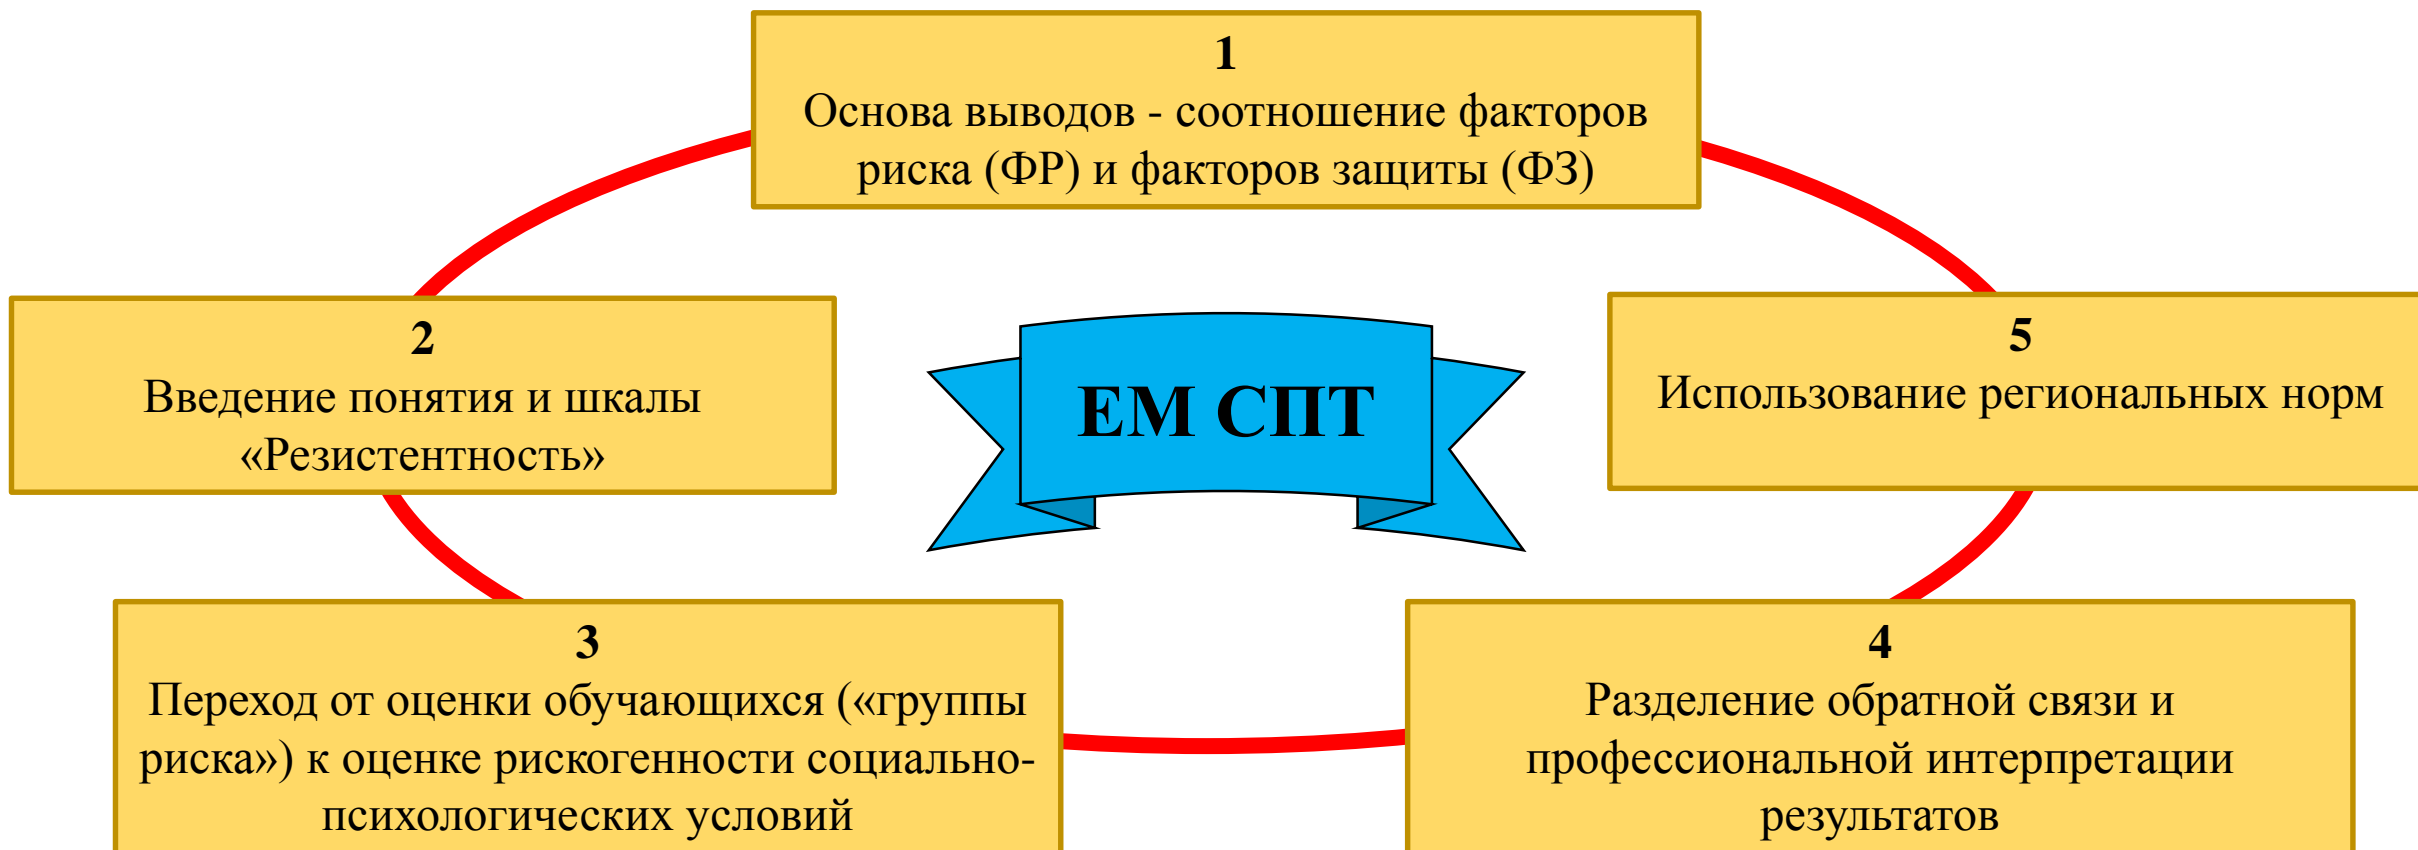 1
Основа выводов - соотношение факторов
риска (ФР) и факторов защиты (ФЗ)
2
Введение понятия и шкалы
«Резистентность»
ЕМ СПТ
5
Использование региональных норм
3
Переход от оценки обучающихся («группы
риска») к оценке рискогенности социально-
психологических условий
4
Разделение обратной связи и
профессиональной интерпретации
результатов